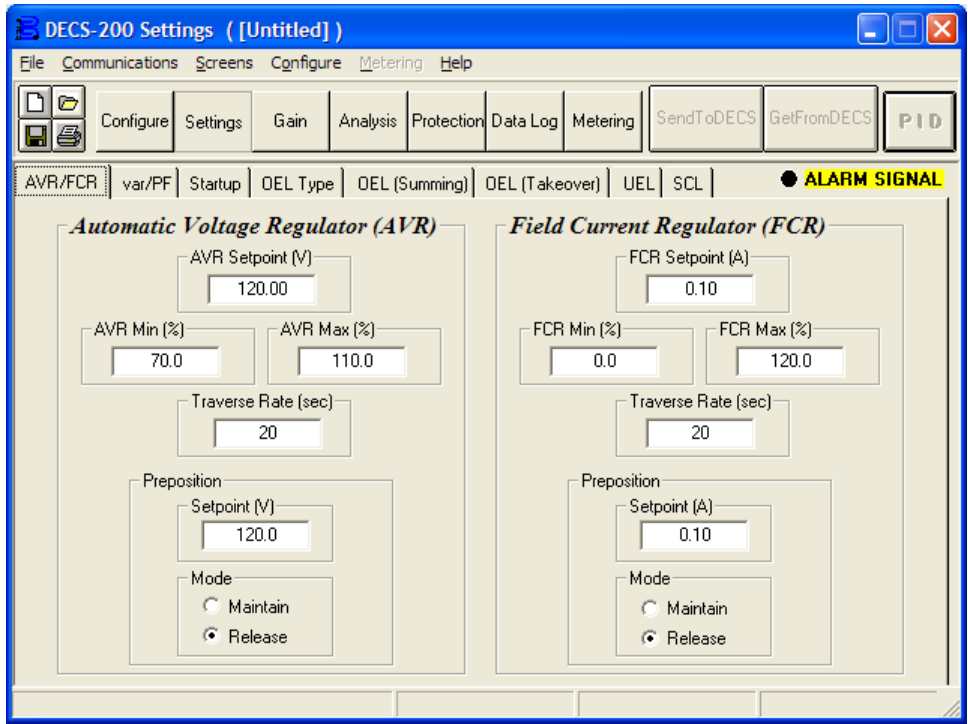 DECS-200 Settings ( [Untitled] )
File Communications Screens Configure Metering Help
Configure Settings Gain Analysis Protection Data Log Metering SendToDECS GetFromDECS PID
AVR/FCR var/PF Startup OEL Type OEL (Summing) OEL (Takeover) UEL SCL ALARM SIGNAL
Automatic Voltage Regulator (AVR) Field Current Regulator (FCR)
AVR Setpoint (V) FCR Setpoint (A)
120.00 0.10
AVR Min (%) AVR Max (%) FCR Min (%) FCR Max (%)
70.0 110.0 0.0 120.0
Traverse Rate (sec) Traverse Rate (sec)
20 20
Preposition Preposition
Setpoint (V) Setpoint (A)
120.0 0.10
Mode Mode
Maintain Maintain
Release Release